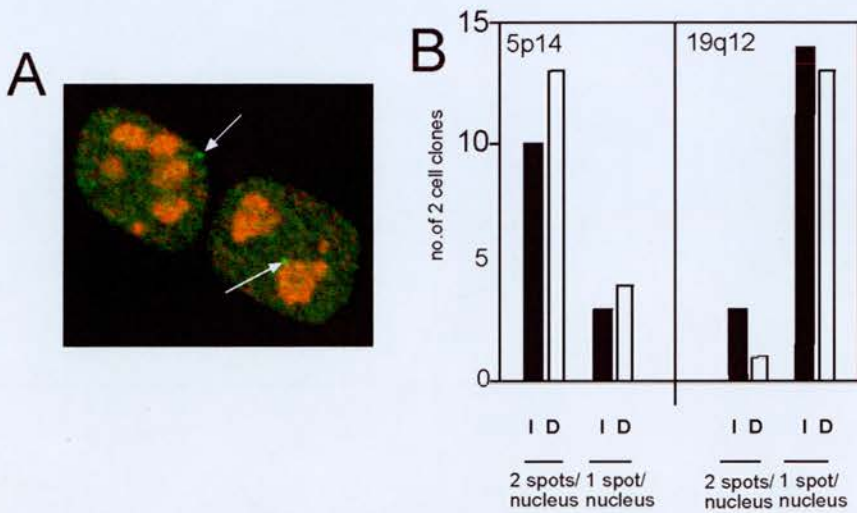 A
B
no.of 2 cell clones
15
10
5
0
5p14
19q12
I D I D I D I D
2 spots/ 1 spot/ 2 spots/ 1 spot/
nucleus nucleus nucleus nucleus